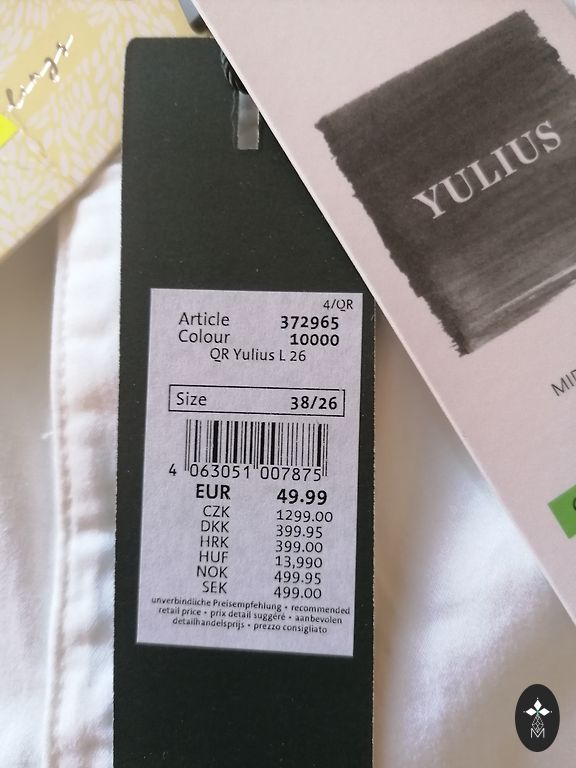 YULIUS
4/QR
Article 372965
Colour 10000
QR Yulius L 26
Size 38/26
4 063051 007875
EUR 49.99
CZK 1299.00
DKK 399.95
HRK 399.00
HUF 13,990
NOK 499.95
SEK 499.00
unverbindliche Preisempfehlung • recommended
retail price • prix detail suggéré • aanbevolen
detailhandelsprijs • prezzo consigliato